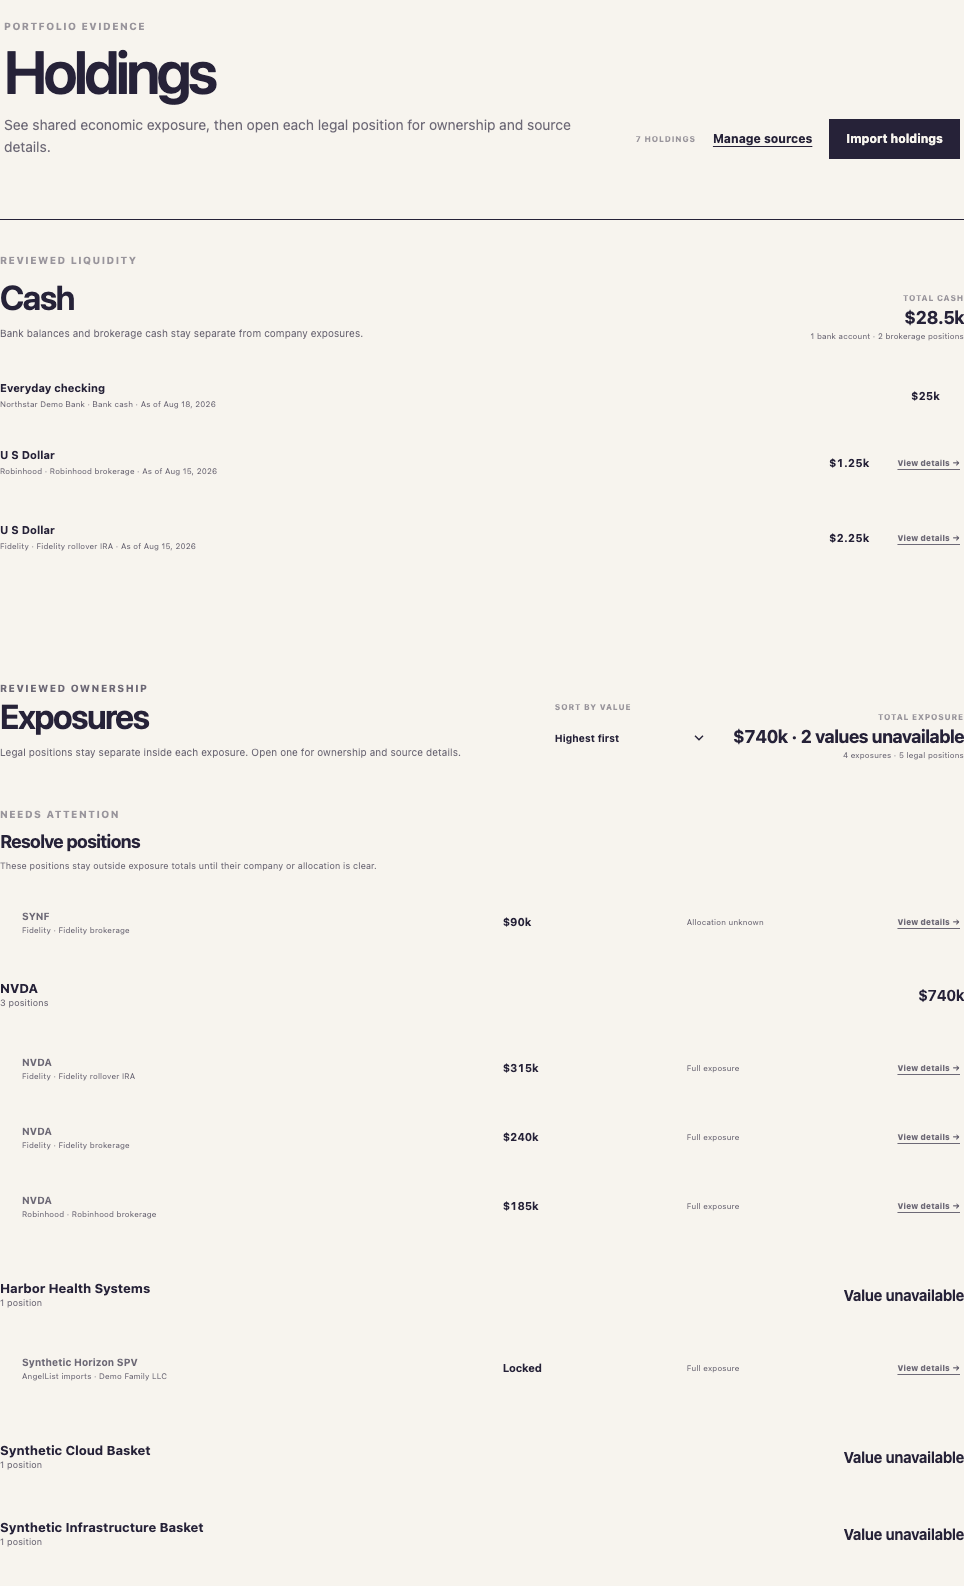 PORTFOLIO EVIDENCE
Holdings
See shared economic exposure, then open each legal position for ownership and source
details.
7 HOLDINGS
Manage sources
Import holdings
REVIEWED LIQUIDITY
Cash
Bank balances and brokerage cash stay separate from company exposures.
TOTAL CASH
$28.5k
1 bank account · 2 brokerage positions
Everyday checking
Northstar Demo Bank · Bank cash · As of Aug 18, 2026
$25k
U S Dollar
Robinhood · Robinhood brokerage · As of Aug 15, 2026
$1.25k
View details →
U S Dollar
Fidelity · Fidelity rollover IRA · As of Aug 15, 2026
$2.25k
View details →
REVIEWED OWNERSHIP
Exposures
Legal positions stay separate inside each exposure. Open one for ownership and source details.
SORT BY VALUE
Highest first
TOTAL EXPOSURE
$740k · 2 values unavailable
4 exposures · 5 legal positions
NEEDS ATTENTION
Resolve positions
These positions stay outside exposure totals until their company or allocation is clear.
SYNF
Fidelity · Fidelity brokerage
$90k
Allocation unknown
View details →
NVDA
3 positions
$740k
NVDA
Fidelity · Fidelity rollover IRA
$315k
Full exposure
View details →
NVDA
Fidelity · Fidelity brokerage
$240k
Full exposure
View details →
NVDA
Robinhood · Robinhood brokerage
$185k
Full exposure
View details →
Harbor Health Systems
1 position
Value unavailable
Synthetic Horizon SPV
AngelList imports · Demo Family LLC
Locked
Full exposure
View details →
Synthetic Cloud Basket
1 position
Value unavailable
Synthetic Infrastructure Basket
1 position
Value unavailable